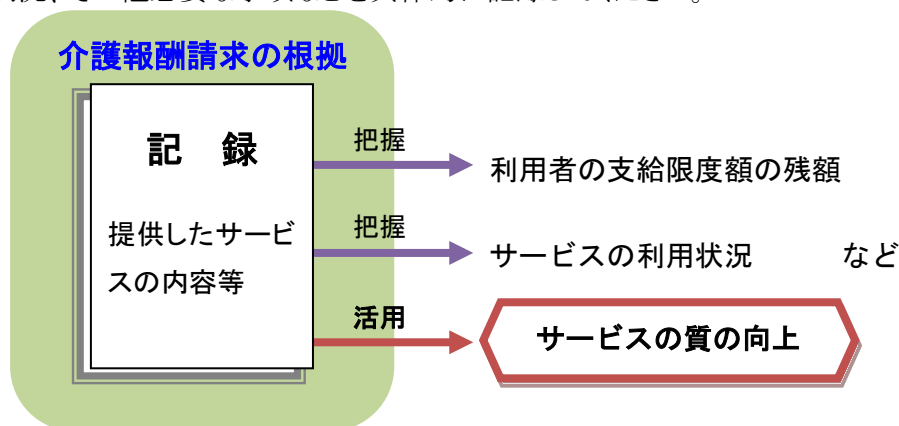 介護報酬請求の根拠
記　録
提供したサービ
スの内容等
把握
利用者の支給限度額の残額
把握
サービスの利用状況　　　など
活用
サービスの質の向上